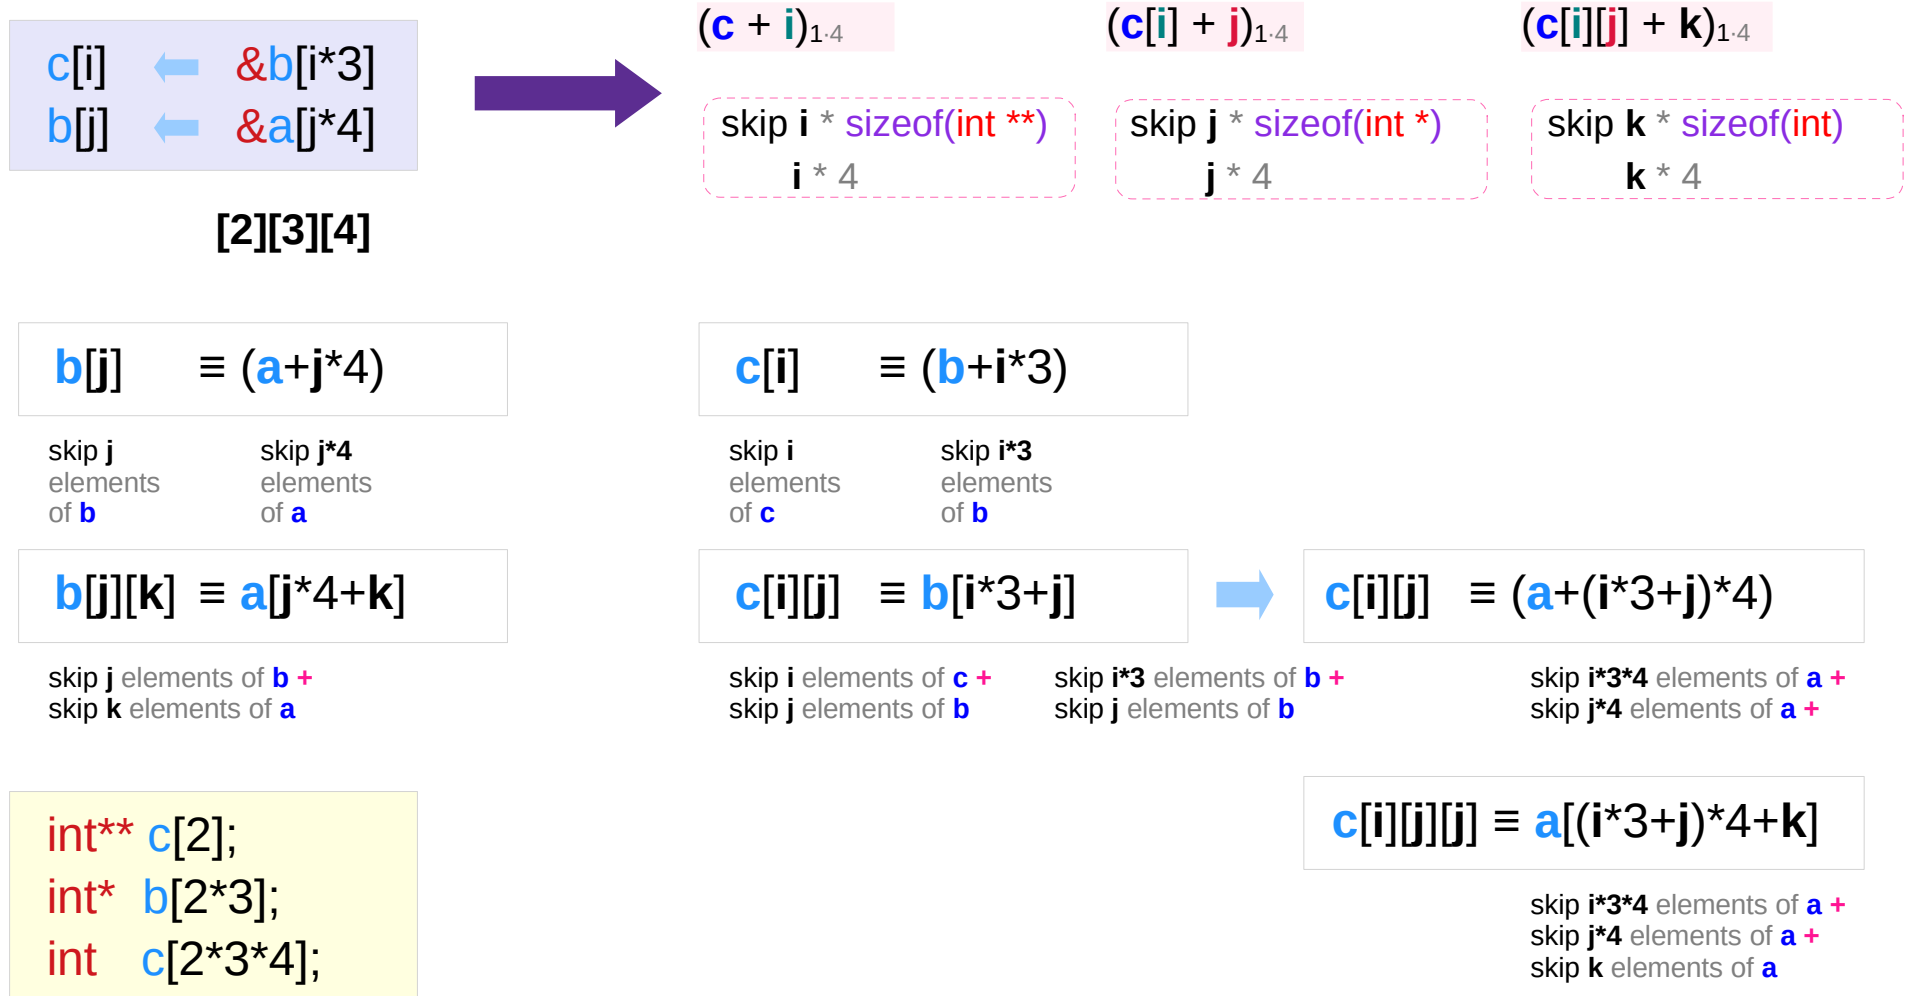 c[i] &b[i*3]
b[j] &a[j*4]
[2][3][4]
(c + i)1·4
(c[i] + j)1·4
(c[i][j] + k)1·4
skip i * sizeof(int **)
i * 4
skip j * sizeof(int *)
j * 4
skip k * sizeof(int)
k * 4
b[j] ≡ (a+j*4)
skip j
elements
of b
skip j*4
elements
of a
b[j][k] ≡ a[j*4+k]
skip j elements of b +
skip k elements of a
c[i] ≡ (b+i*3)
skip i
elements
of c
skip i*3
elements
of b
c[i][j] ≡ b[i*3+j]
skip i elements of c +
skip j elements of b
skip i*3 elements of b +
skip j elements of b
c[i][j] ≡ (a+(i*3+j)*4)
skip i*3*4 elements of a +
skip j*4 elements of a +
c[i][j][j] ≡ a[(i*3+j)*4+k]
skip i*3*4 elements of a +
skip j*4 elements of a +
skip k elements of a
int** c[2];
int* b[2*3];
int c[2*3*4];